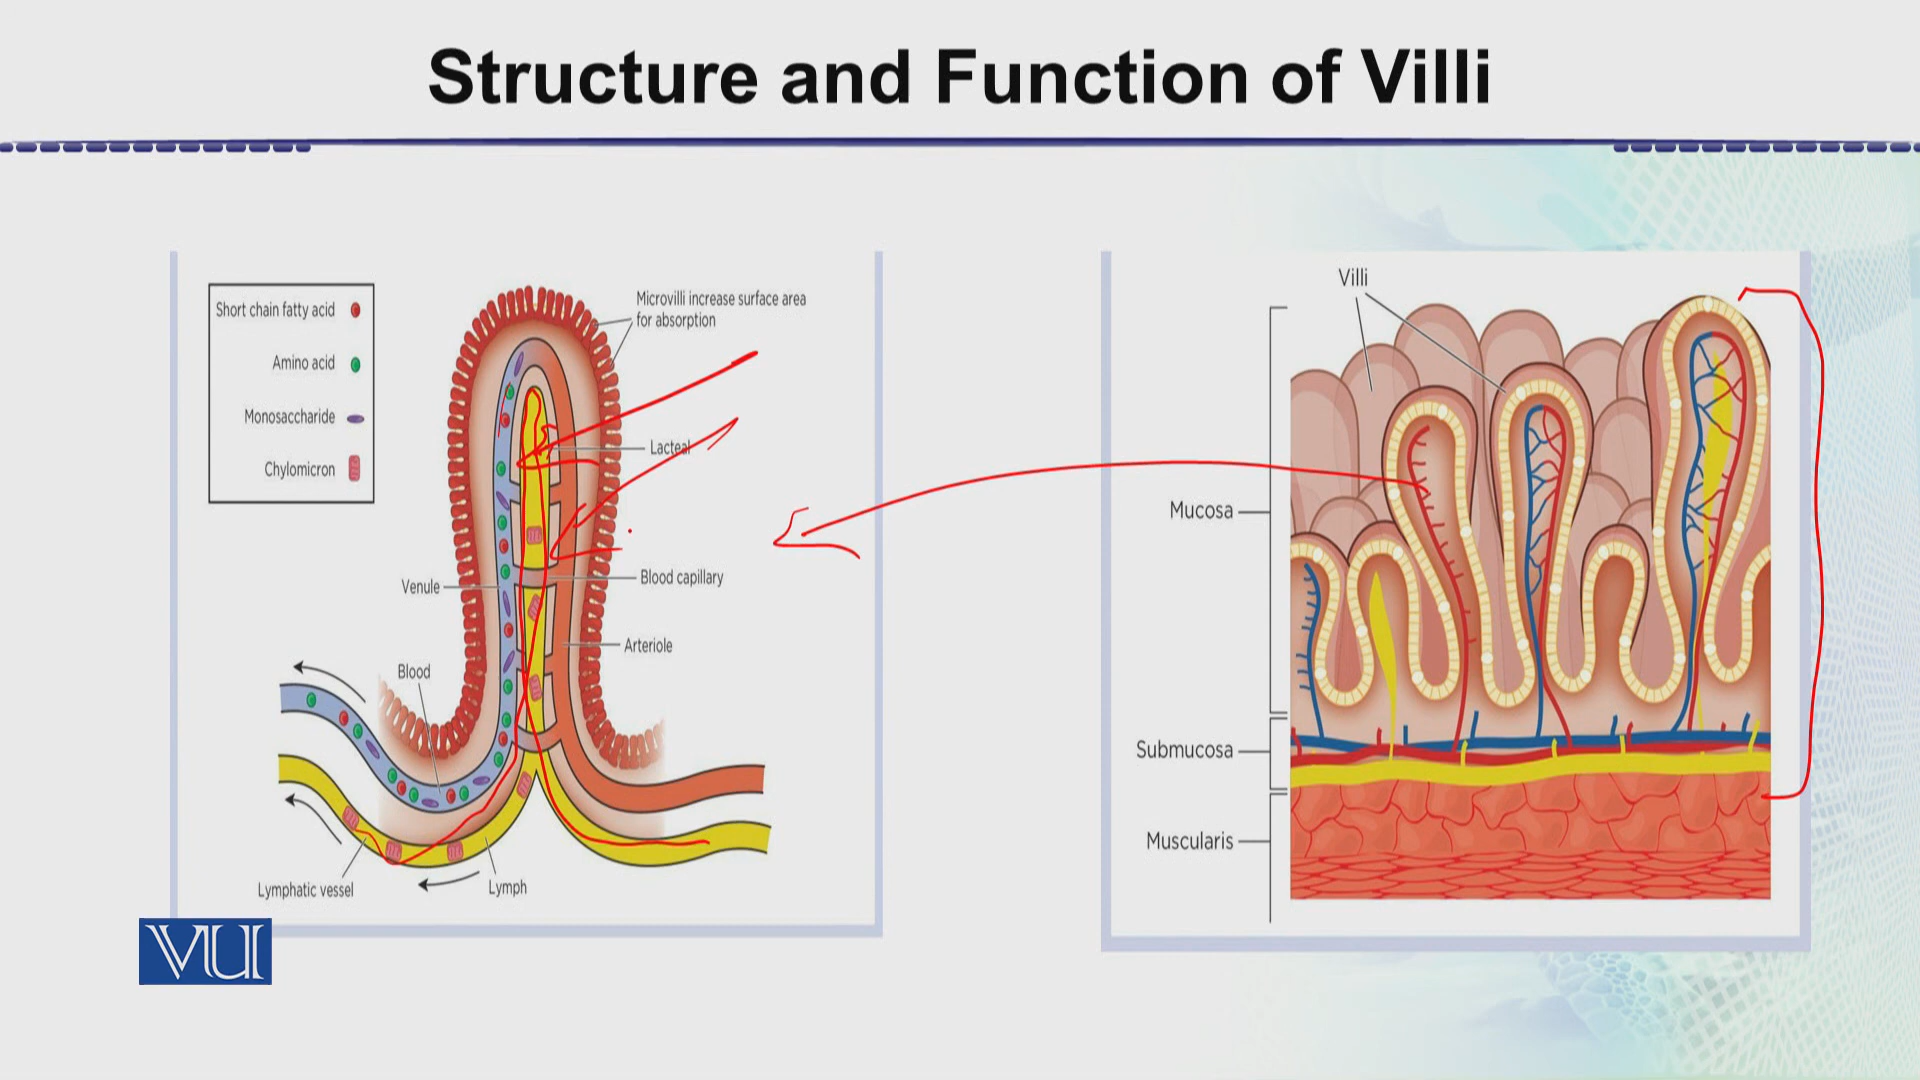 Structure and Function of Villi
Short chain fatty acid
Amino acid
Monosaccharide
Chylomicron
Microvilli increase surface area
for absorption
Lacteal
Blood capillary
Venule
Arteriole
Blood
Lymphatic vessel
Lymph
Villi
Mucosa
Submucosa
Muscularis
VU